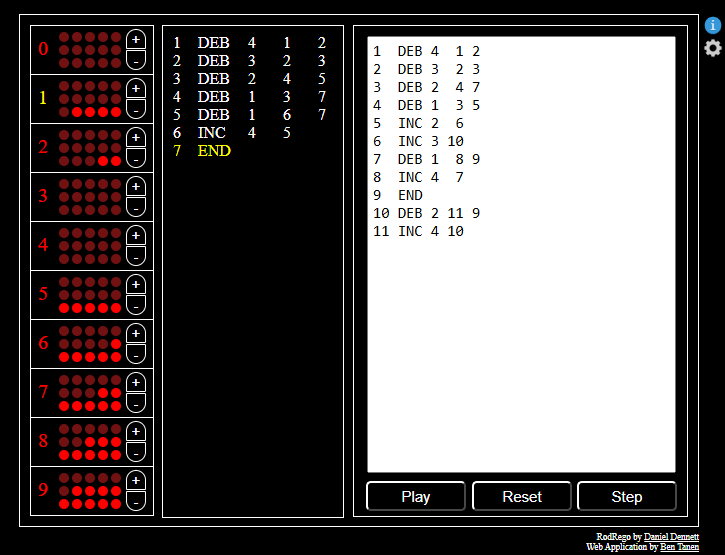 0 + -
1 + -
2 + -
3 + -
4 + -
5 + -
6 + -
7 + -
8 + -
9 + -
1 DEB 4 1 2
2 DEB 3 2 3
3 DEB 2 4 5
4 DEB 1 3 7
5 DEB 1 6 7
6 INC 4 5
7 END
1 DEB 4 1 2
2 DEB 3 2 3
3 DEB 2 4 7
4 DEB 1 3 5
5 INC 2 6
6 INC 3 10
7 DEB 1 8 9
8 INC 4 7
9 END
10 DEB 2 11 9
11 INC 4 10
Play Reset Step
i
RodRego by Daniel Dennett
Web Application by Ben Tanen